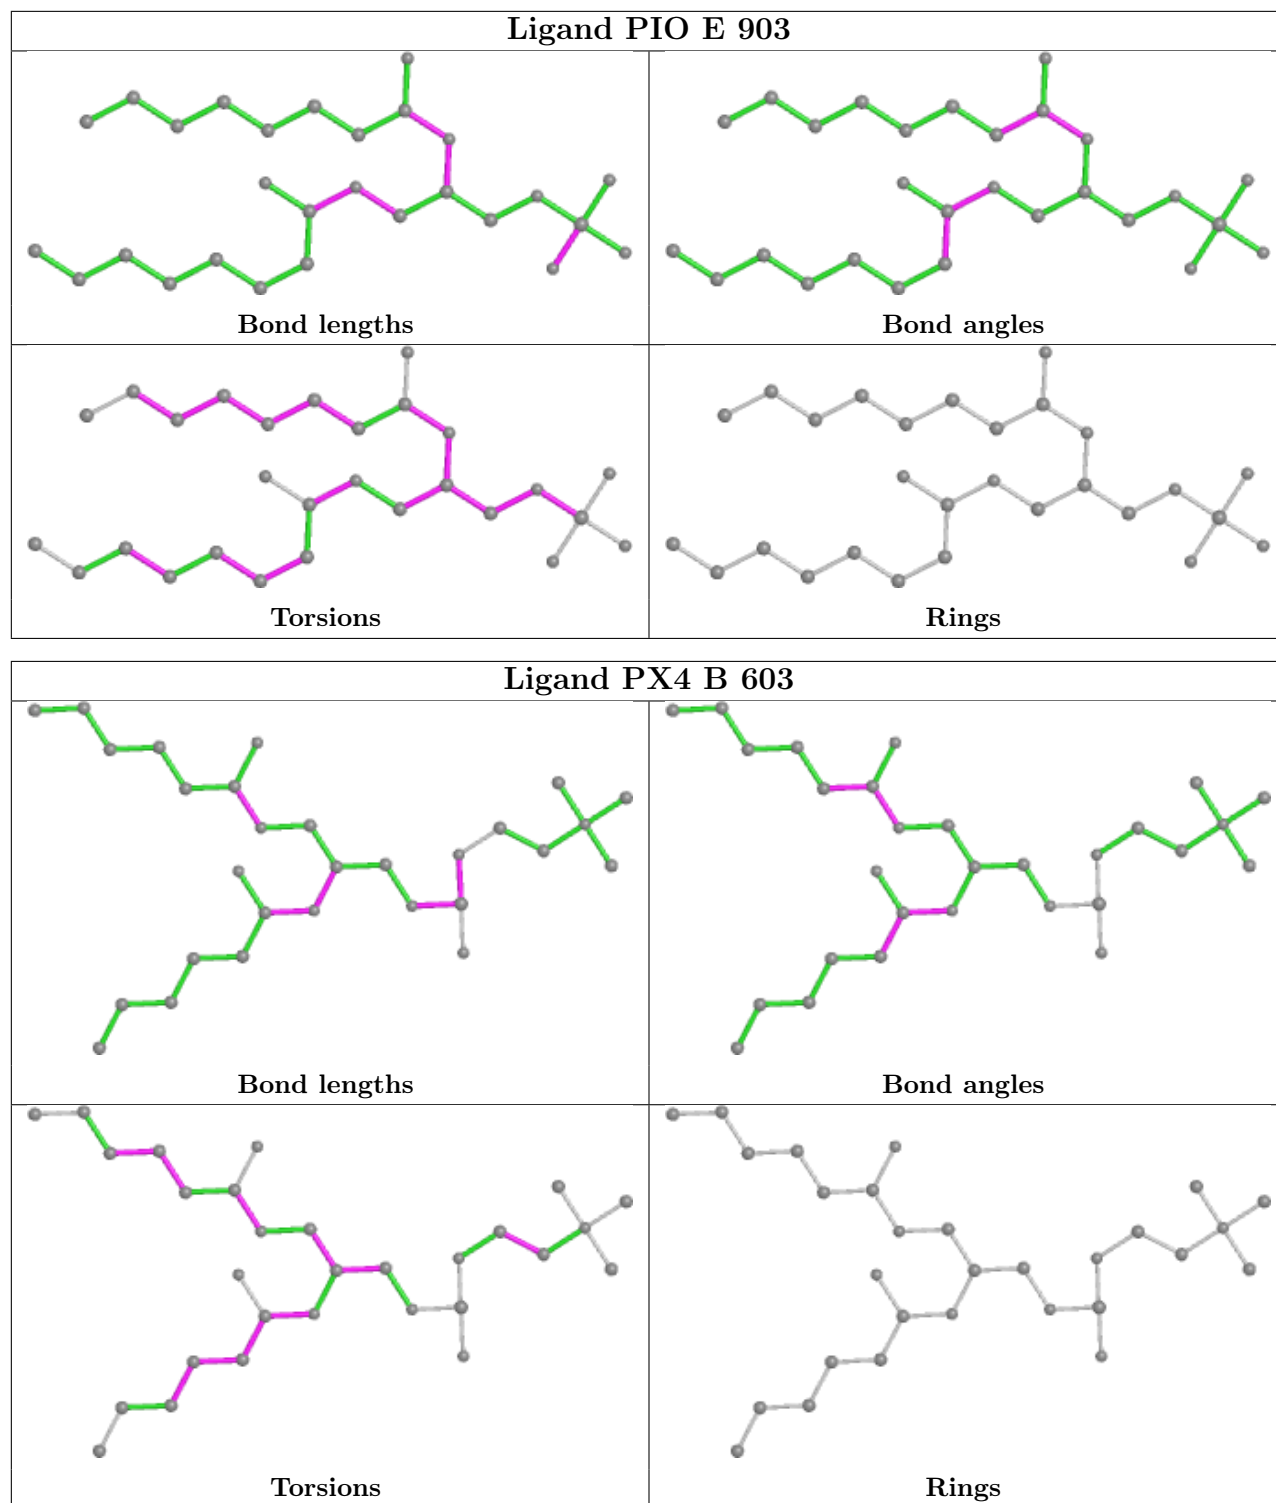 Ligand PIO E 903
Bond lengths
Bond angles
Torsions
Rings
Ligand PX4 B 603
Bond lengths
Bond angles
Torsions
Rings